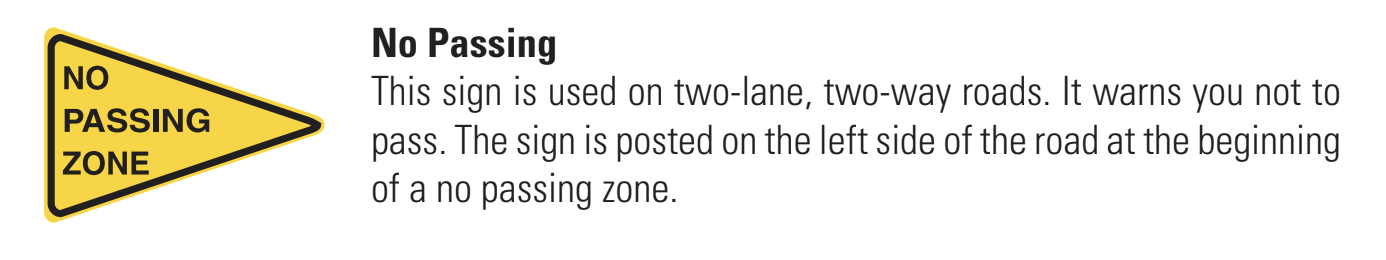 NO
PASSING
ZONE
No Passing
This sign is used on two-lane, two-way roads. It warns you not to
pass. The sign is posted on the left side of the road at the beginning
of a no passing zone.